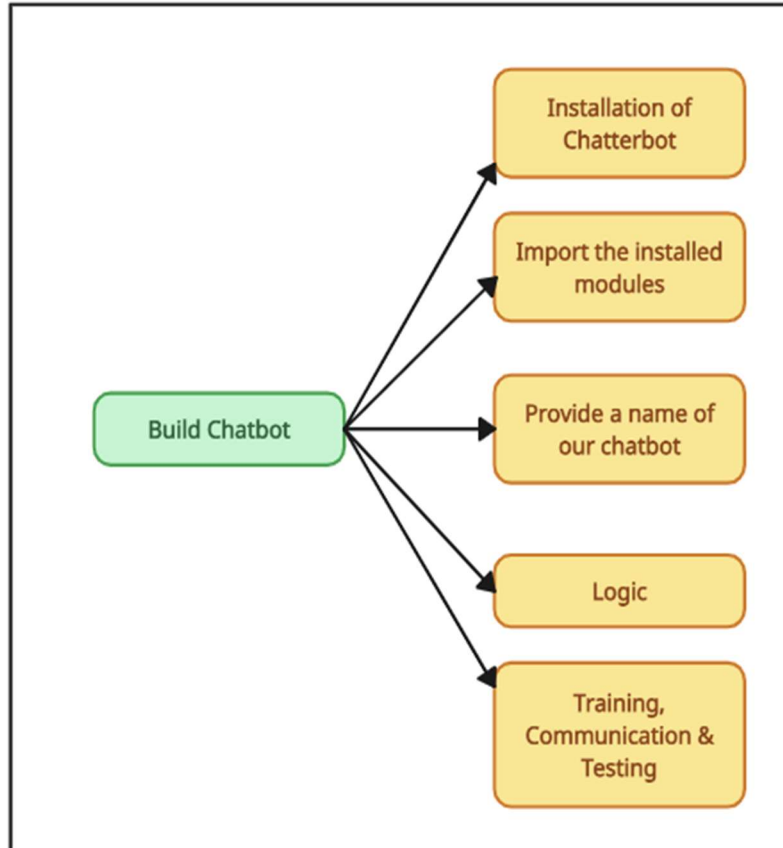 Installation of
Chatterbot
Import the installed
modules
Build Chatbot
Provide a name of
our chatbot
Logic
Training,
Communication &
Testing